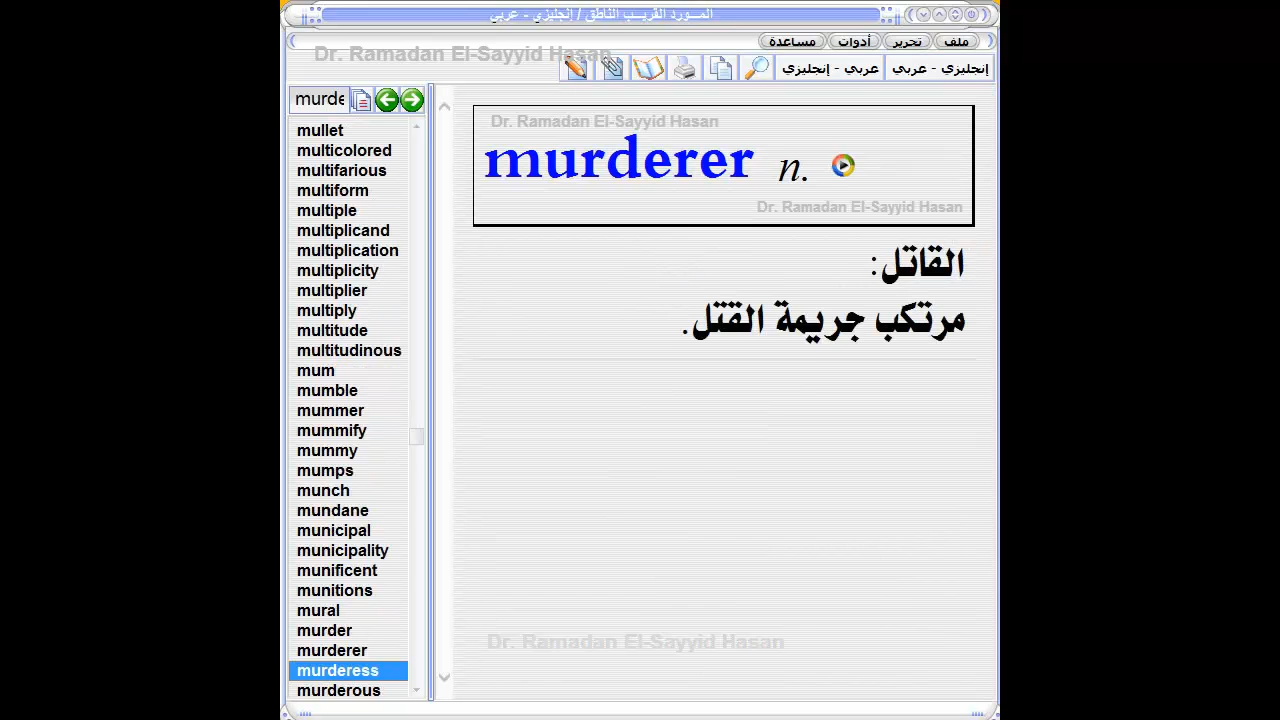 المـــورد القريـــب الناطق / إنجليزي - عربي
ملف تحرير أدوات مساعدة
Dr. Ramadan El-Sayyid Hasan
إنجليزي - عربي عربي - إنجليزي
murde
mullet
multicolored
multifarious
multiform
multiple
multiplicand
multiplication
multiplicity
multiplier
multiply
multitude
multitudinous
mum
mumble
mummer
mummify
mummy
mumps
munch
mundane
municipal
municipality
munificent
munitions
mural
murder
murderer
murderess
murderous
Dr. Ramadan El-Sayyid Hasan
murderer n.
Dr. Ramadan El-Sayyid Hasan
القاتل:
مرتكب جريمة القتل.
Dr. Ramadan El-Sayyid Hasan